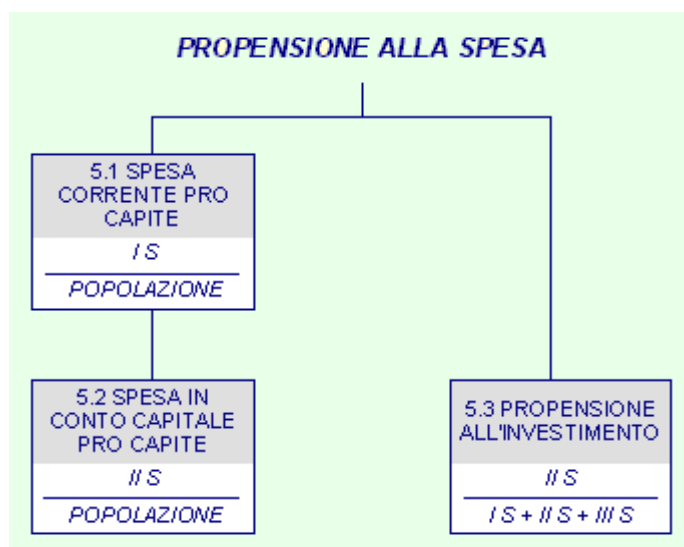 PROPENSIONE ALLA SPESA
5.1 SPESA
CORRENTE PRO
CAPITE
I S
POPOLAZIONE
5.2 SPESA IN
CONTO CAPITALE
PRO CAPITE
II S
POPOLAZIONE
5.3 PROPENSIONE
ALL'INVESTIMENTO
II S
I S + II S + III S